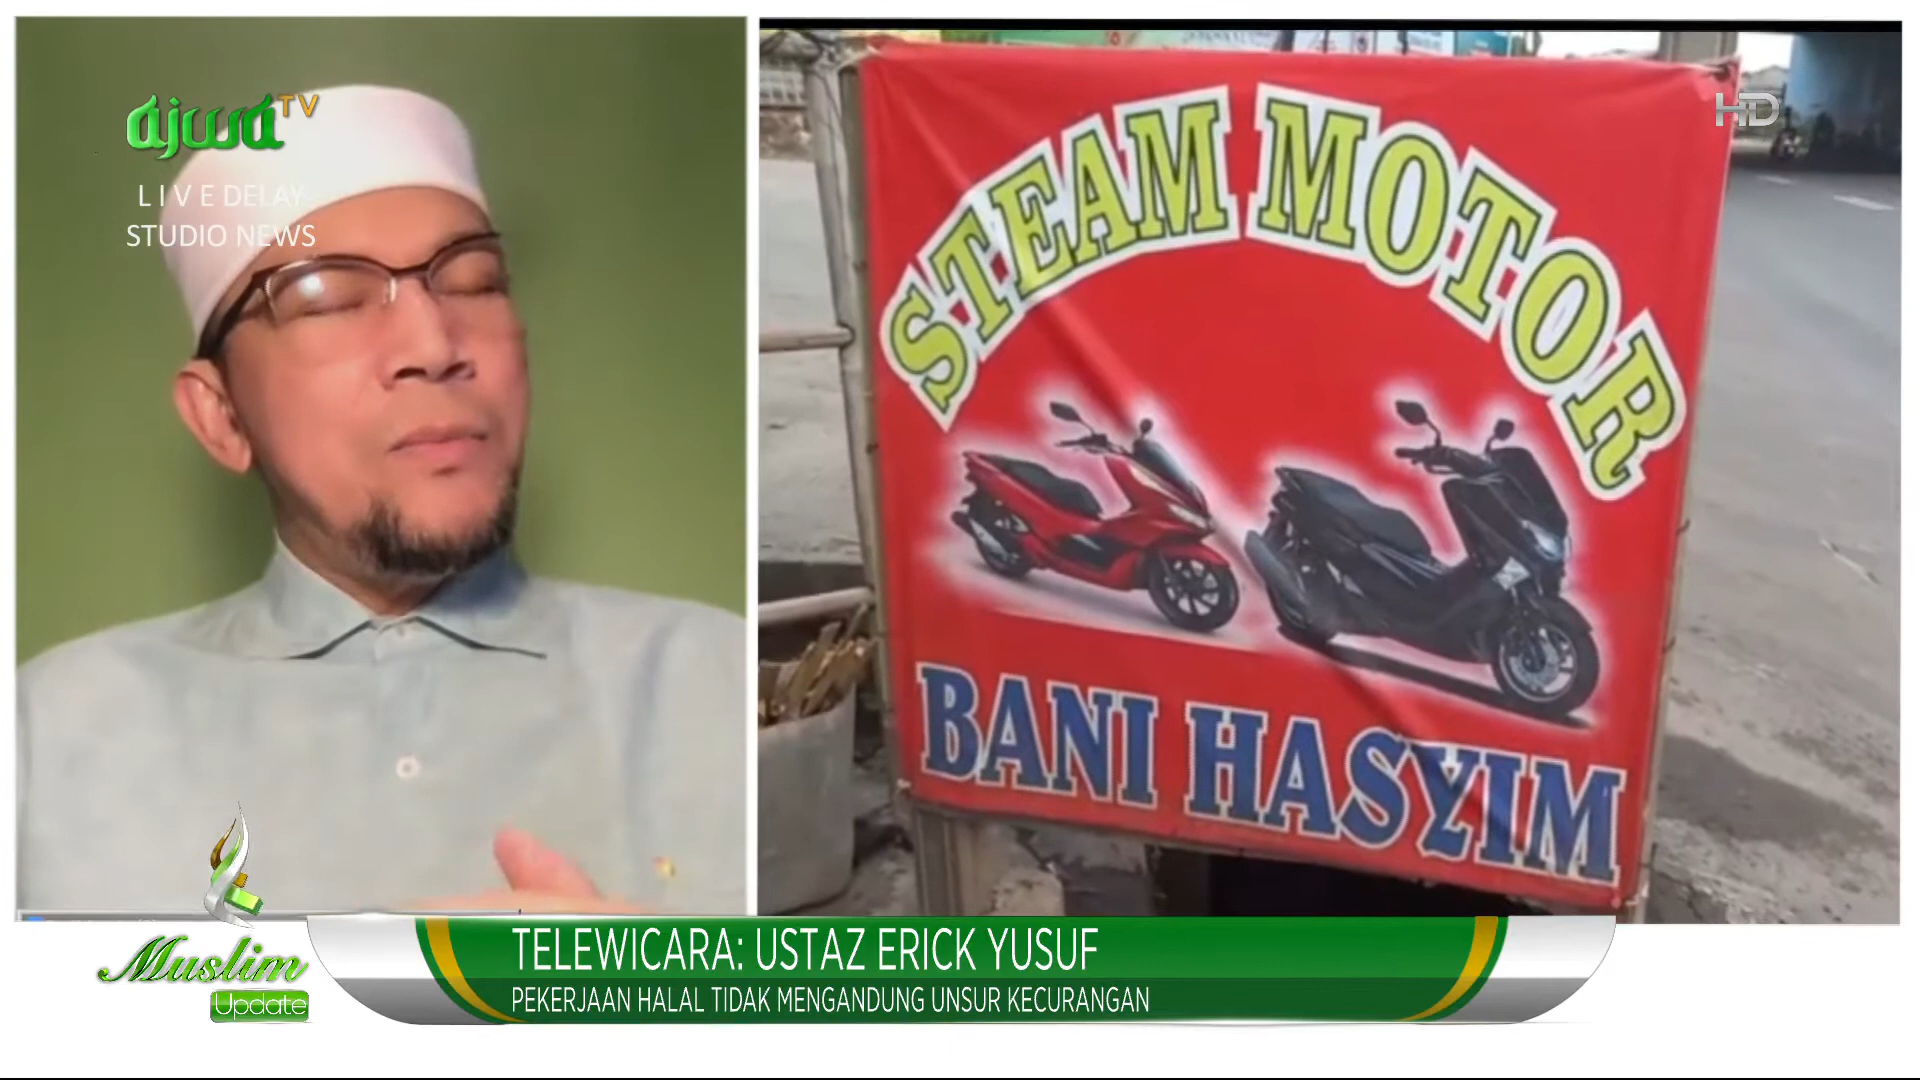 ajwa TV
LIVE DELAY
STUDIO NEWS
HD
STEAM MOTOR
BANI HASYIM
Muslim
Update
TELEWICARA: USTAZ ERICK YUSUF
PEKERJAAN HALAL TIDAK MENGANDUNG UNSUR KECURANGAN